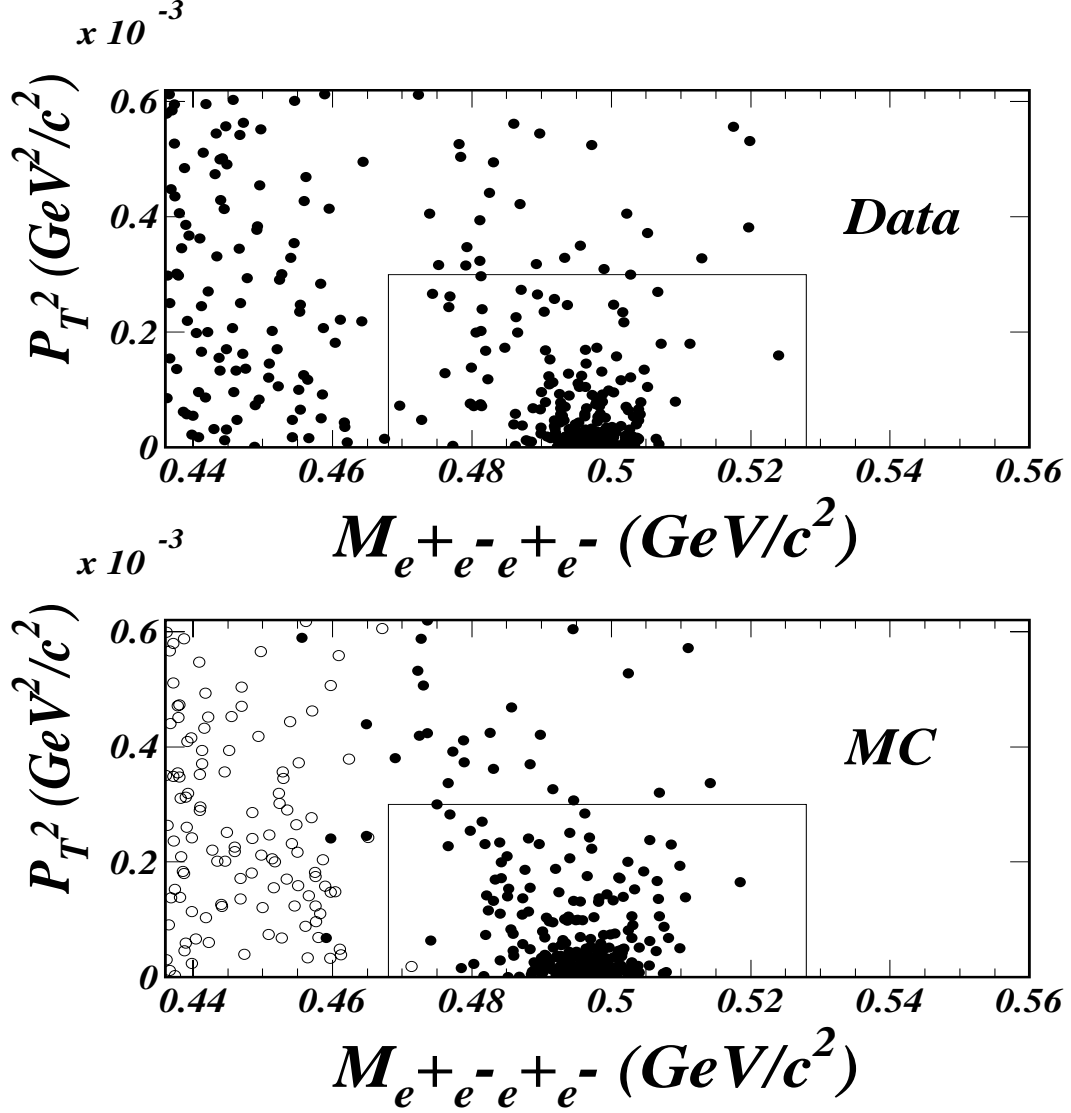 x 10 -3
P_T^2 (GeV^2/c^2)
0.6
0.4
0.2
0
Data
0.44 0.46 0.48 0.5 0.52 0.54 0.56
M_e+e-e+e- (GeV/c^2)
x 10 -3
P_T^2 (GeV^2/c^2)
0.6
0.4
0.2
0
MC
0.44 0.46 0.48 0.5 0.52 0.54 0.56
M_e+e-e+e- (GeV/c^2)